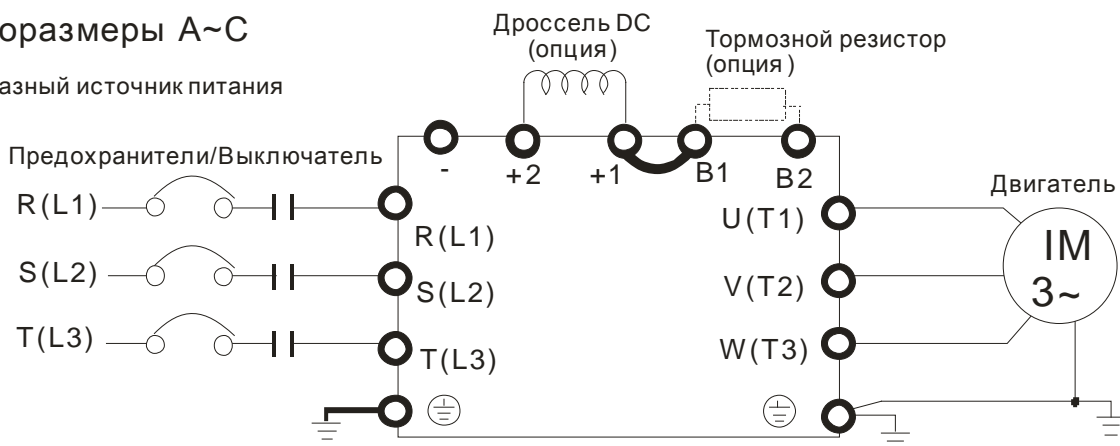 оразмеры A~C
азный источник питания
Дроссель DC
(опция)
Тормозной резистор
(опция )
Предохранители/Выключатель
- +2 +1 B1 B2
Двигатель
R(L1)
R(L1)
U(T1)
S(L2)
S(L2)
V(T2)
IM
3~
T(L3)
T(L3)
W(T3)